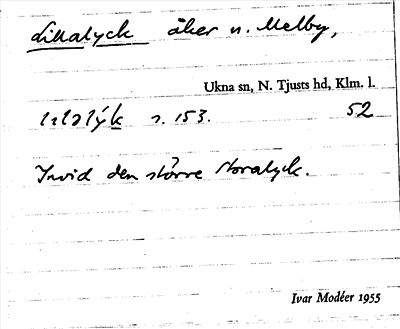 Lillalyck åker n. Melby,
Ukna sn, N. Tjusts hd, Klm. l.
s. 153. 52
Invid den större Storalyck.
Ivar Modéer 1955